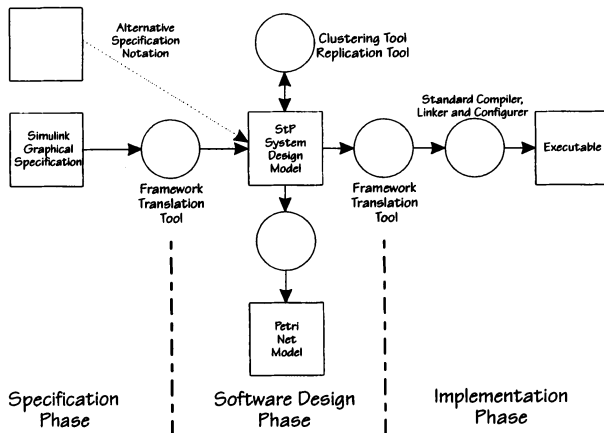 Alternative
Specification
Notation
Clustering Tool
Replication Tool
Standard Compiler,
Linker and Configurer
Simulink
Graphical
Specification
StP
System
Design
Model
Executable
Framework
Translation
Tool
Framework
Translation
Tool
Petri
Net
Model
Specification
Phase
Software Design
Phase
Implementation
Phase